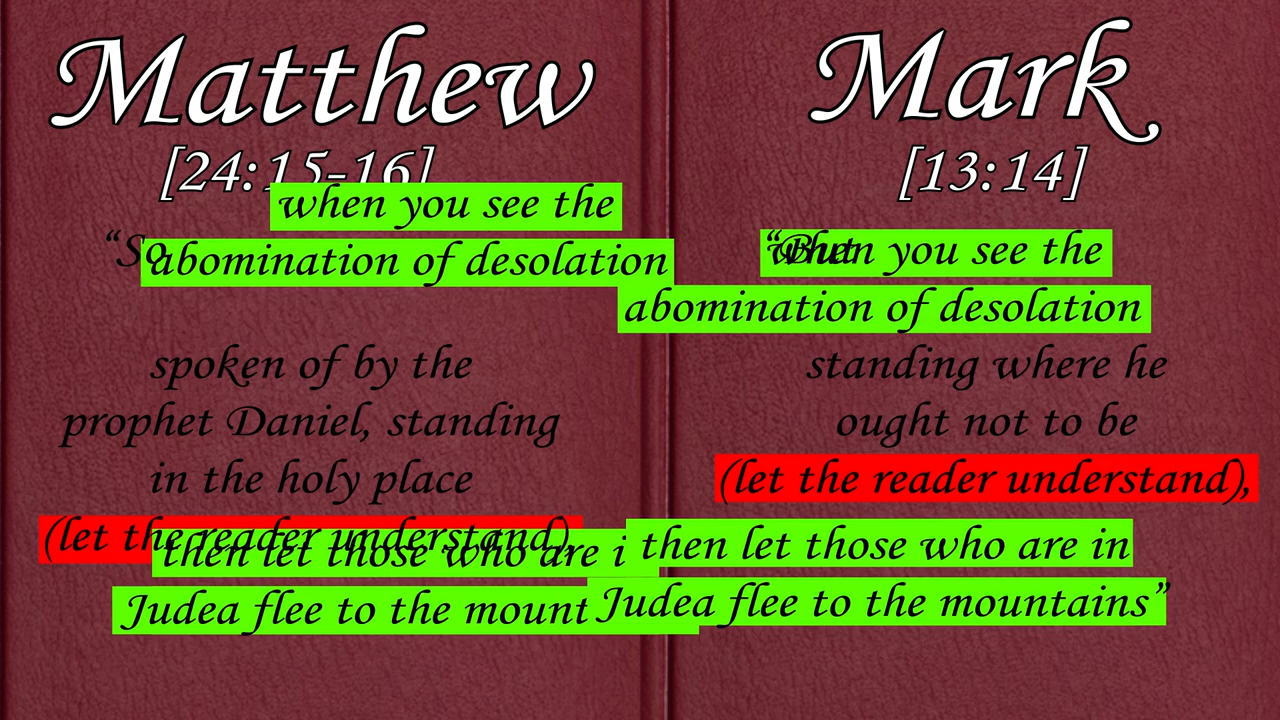 Matthew
[24:15-16]
when you see the
“So
abomination of desolation
spoken of by the
prophet Daniel, standing
in the holy place
(let the reader understand),
then let those who are i
Judea flee to the mount
Mark
[13:14]
“But
when you see the
abomination of desolation
standing where he
ought not to be
(let the reader understand),
then let those who are in
Judea flee to the mountains”